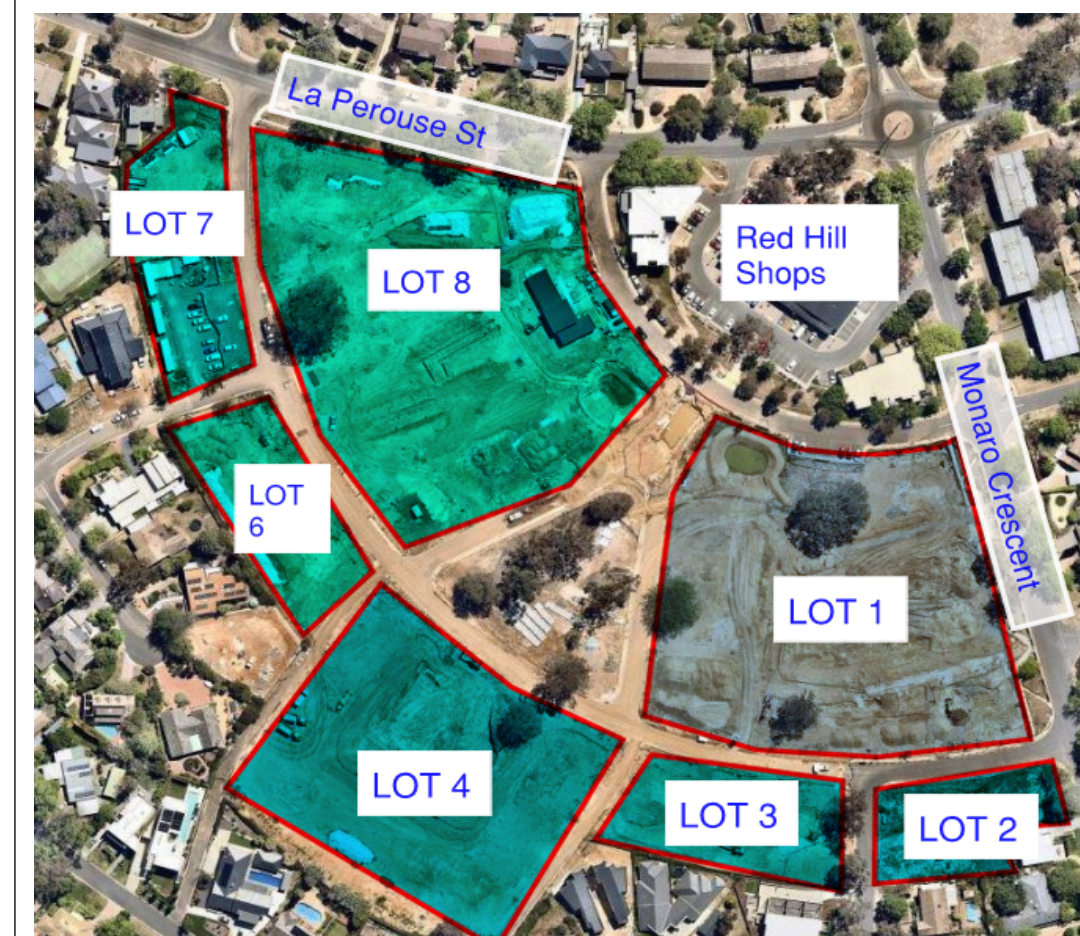 La Perouse St
LOT 7
Red Hill
Shops
LOT 8
Monaro Crescent
LOT
6
LOT 1
LOT 4
LOT 3
LOT 2